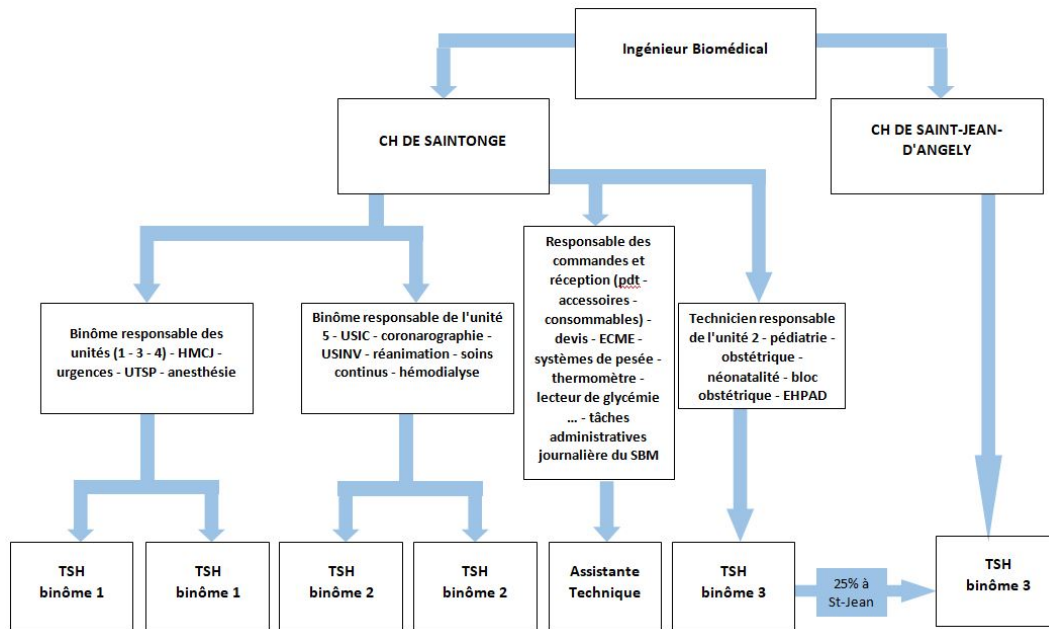 Ingénieur Biomédical
CH DE SAINTONGE
CH DE SAINT-JEAN-
D'ANGELY
Binôme responsable des
unités (1 - 3 - 4) - HMCJ -
urgences - UTSP - anesthésie
Binôme responsable de l'unité
5 - USIC - coronarographie -
USINV - réanimation - soins
continus - hémodialyse
Responsable des
commandes et
réception (pdt -
accessoires -
consommables) -
devis - ECME -
systèmes de pesée -
thermomètre -
lecteur de glycémie
... - tâches
administratives
journalière du SBM
Technicien responsable
de l'unité 2 - pédiatrie -
obstétrique -
néonatalité - bloc
obstétrique - EHPAD
TSH
binôme 1
TSH
binôme 1
TSH
binôme 2
TSH
binôme 2
Assistante
Technique
TSH
binôme 3
25% à
St-Jean
TSH
binôme 3